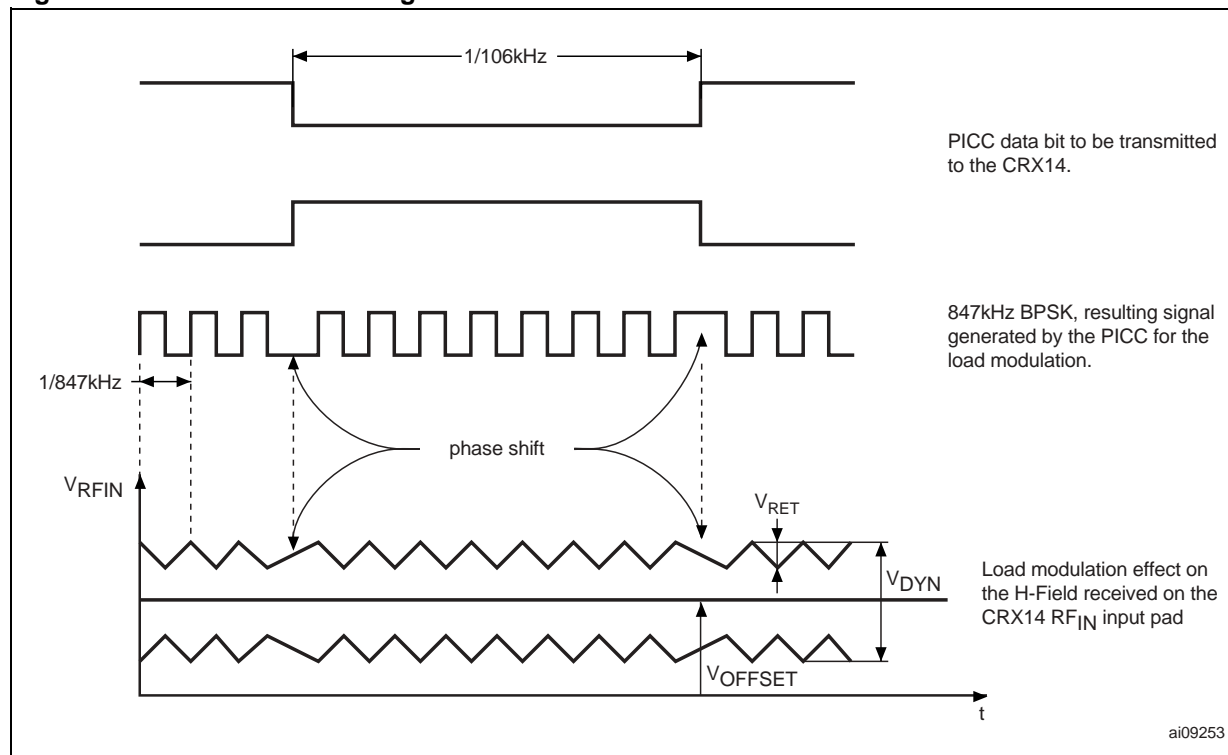 1/106kHz
PICC data bit to be transmitted
to the CRX14.
847kHz BPSK, resulting signal
generated by the PICC for the
load modulation.
1/847kHz
phase shift
VRFIN
VRET
VDYN
Load modulation effect on
the H-Field received on the
CRX14 RFIN input pad
VOFFSET
t
ai09253